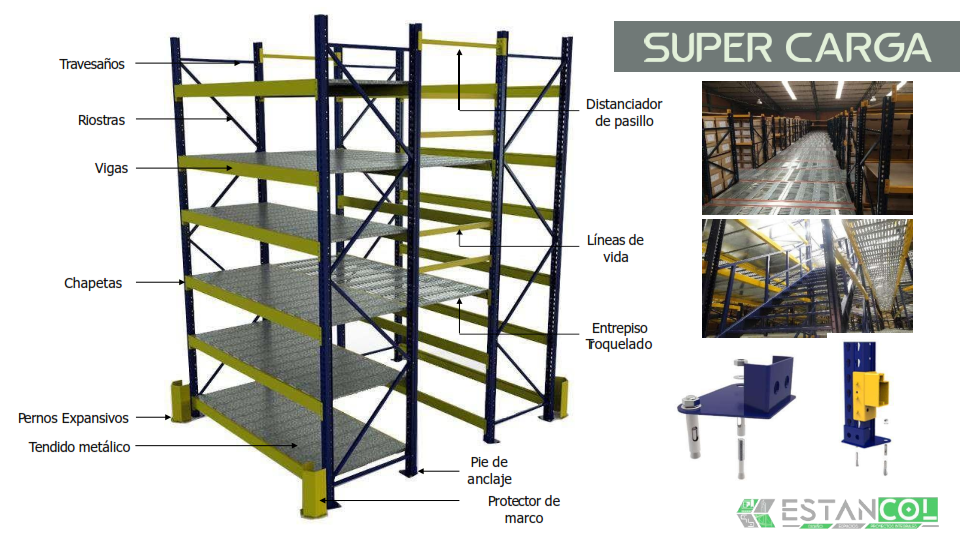 SUPER CARGA
Travesaños
Riostras
Vigas
Chapetas
Pernos Expansivos
Tendido metálico
Distanciador
de pasillo
Líneas de
vida
Entrepiso
Troquelado
Pie de
anclaje
Protector de
marco
ESTANCOL